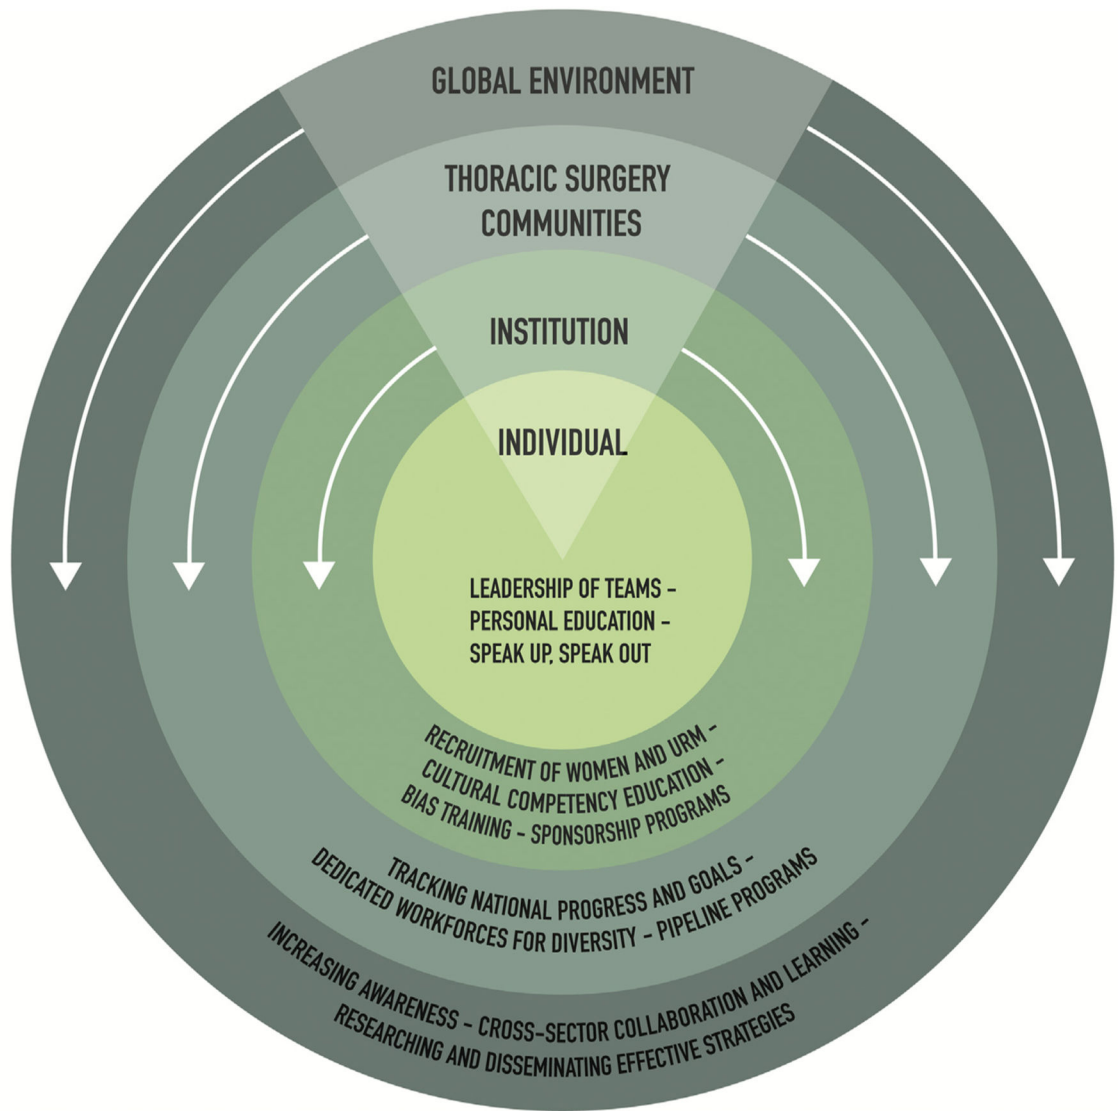 GLOBAL ENVIRONMENT
THORACIC SURGERY
COMMUNITIES
INSTITUTION
INDIVIDUAL
LEADERSHIP OF TEAMS -
PERSONAL EDUCATION -
SPEAK UP, SPEAK OUT
RECRUITMENT OF WOMEN AND URM -
CULTURAL COMPETENCY EDUCATION -
BIAS TRAINING - SPONSORSHIP PROGRAMS
TRACKING NATIONAL PROGRESS AND GOALS -
DEDICATED WORKFORCES FOR DIVERSITY - PIPELINE PROGRAMS
INCREASING AWARENESS - CROSS-SECTOR COLLABORATION AND LEARNING -
RESEARCHING AND DISSEMINATING EFFECTIVE STRATEGIES